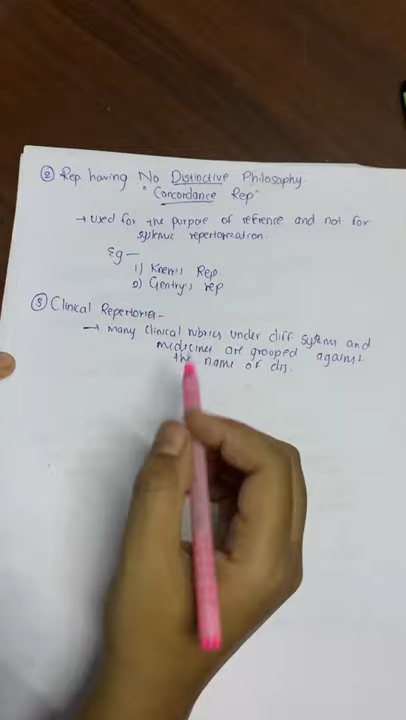 ② Rep having No Distinctive Philosophy.
"Concordance Rep"
→ used for the purpose of refrence and not for
systemic repertorization.
Eg —
1) Knerr's Rep.
2) Gentry's rep
③ Clinical Repertories -
→ Many clinical rubrics under diff systems and
medicines are grouped against
the name of dis.